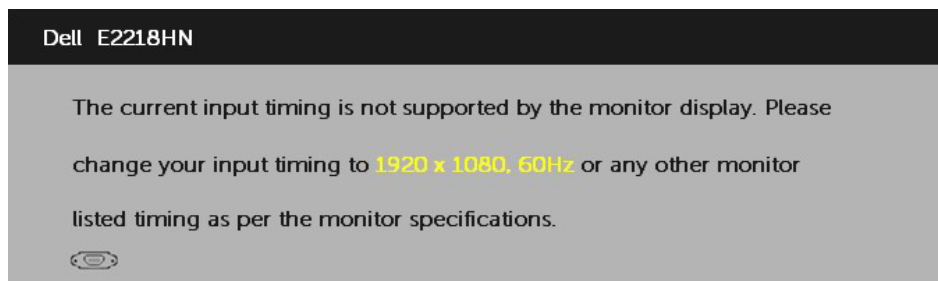 Dell E2218HN
The current input timing is not supported by the monitor display. Please
change your input timing to 1920 x 1080, 60Hz or any other monitor
listed timing as per the monitor specifications.